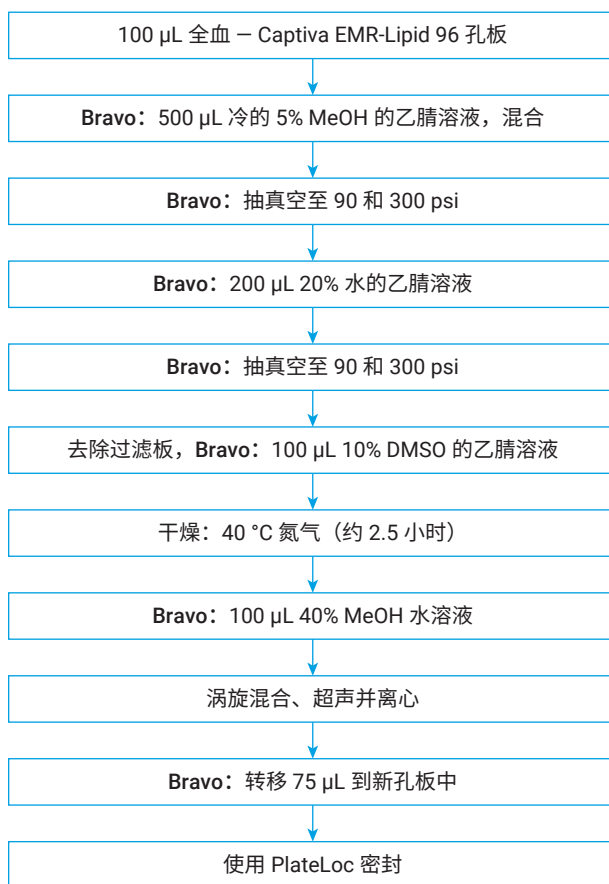 100 µL 全血 — Captiva EMR-Lipid 96 孔板
Bravo：500 µL 冷的 5% MeOH 的乙腈溶液，混合
Bravo：抽真空至 90 和 300 psi
Bravo：200 µL 20% 水的乙腈溶液
Bravo：抽真空至 90 和 300 psi
去除过滤板，Bravo：100 µL 10% DMSO 的乙腈溶液
干燥：40 °C 氮气（约 2.5 小时）
Bravo：100 µL 40% MeOH 水溶液
涡旋混合、超声并离心
Bravo：转移 75 µL 到新孔板中
使用 PlateLoc 密封